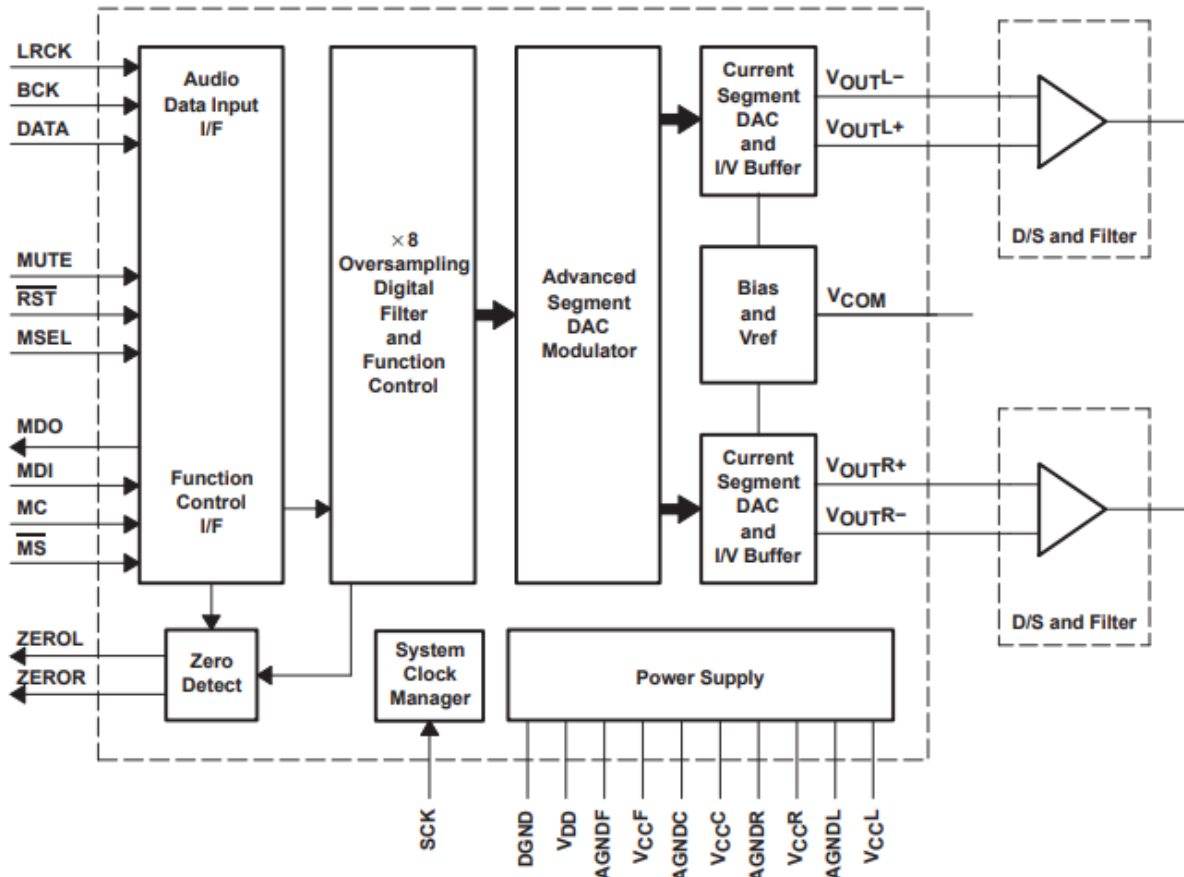 LRCK
BCK
DATA
MUTE
RST
MSEL
MDO
MDI
MC
MS
ZEROL
ZEROR
Audio
Data Input
I/F
Function
Control
I/F
×8
Oversampling
Digital
Filter
and
Function
Control
Advanced
Segment
DAC
Modulator
Current
Segment
DAC
and
I/V Buffer
VOUTL–
VOUTL+
D/S and Filter
Bias
and
Vref
VCOM
Current
Segment
DAC
and
I/V Buffer
VOUTR+
VOUTR–
D/S and Filter
Zero
Detect
System
Clock
Manager
Power Supply
SCK
DGND
VDD
AGNDF
VCCF
AGNDC
VCCC
AGNDR
VCCR
AGNDL
VCCL